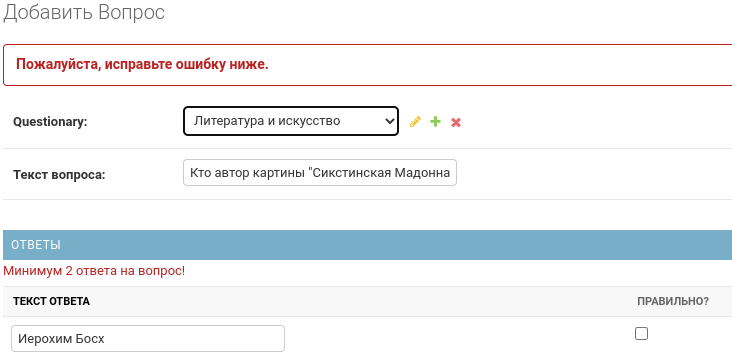 Добавить Вопрос
Пожалуйста, исправьте ошибку ниже.
Questionary: Литература и искусство
Текст вопроса: Кто автор картины "Сикстинская Мадонна
ОТВЕТЫ
Минимум 2 ответа на вопрос!
ТЕКСТ ОТВЕТА ПРАВИЛЬНО?
Иерохим Босх